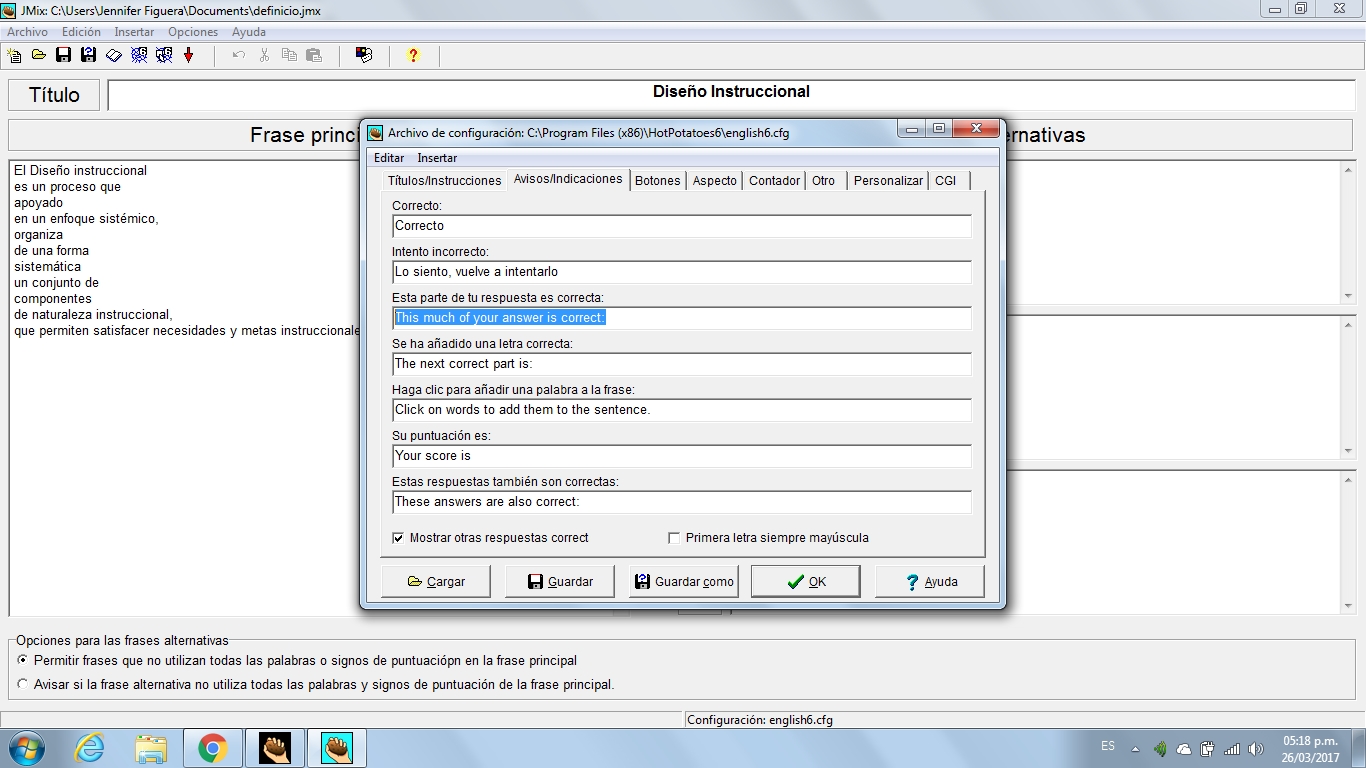 JMix: C:\Users\Jennifer Figuera\Documents\definicio.jmx
Archivo Edición Insertar Opciones Ayuda
Título
Diseño Instruccional
Frase princi
rnativas
El Diseño instruccional
es un proceso que
apoyado
en un enfoque sistémico,
organiza
de una forma
sistemática
un conjunto de
componentes
de naturaleza instruccional,
que permiten satisfacer necesidades y metas instruccionale
Archivo de configuración: C:\Program Files (x86)\HotPotatoes6\english6.cfg
Editar Insertar
Títulos/Instrucciones Avisos/Indicaciones Botones Aspecto Contador Otro Personalizar CGI
Correcto:
Correcto
Intento incorrecto:
Lo siento, vuelve a intentarlo
Esta parte de tu respuesta es correcta:
This much of your answer is correct:
Se ha añadido una letra correcta:
The next correct part is:
Haga clic para añadir una palabra a la frase:
Click on words to add them to the sentence.
Su puntuación es:
Your score is
Estas respuestas también son correctas:
These answers are also correct:
Mostrar otras respuestas correct
Primera letra siempre mayúscula
Cargar Guardar Guardar como OK Ayuda
Opciones para las frases alternativas
Permitir frases que no utilizan todas las palabras o signos de puntuaciópn en la frase principal
Avisar si la frase alternativa no utiliza todas las palabras y signos de puntuación de la frase principal.
Configuración: english6.cfg
ES
05:18 p.m.
26/03/2017